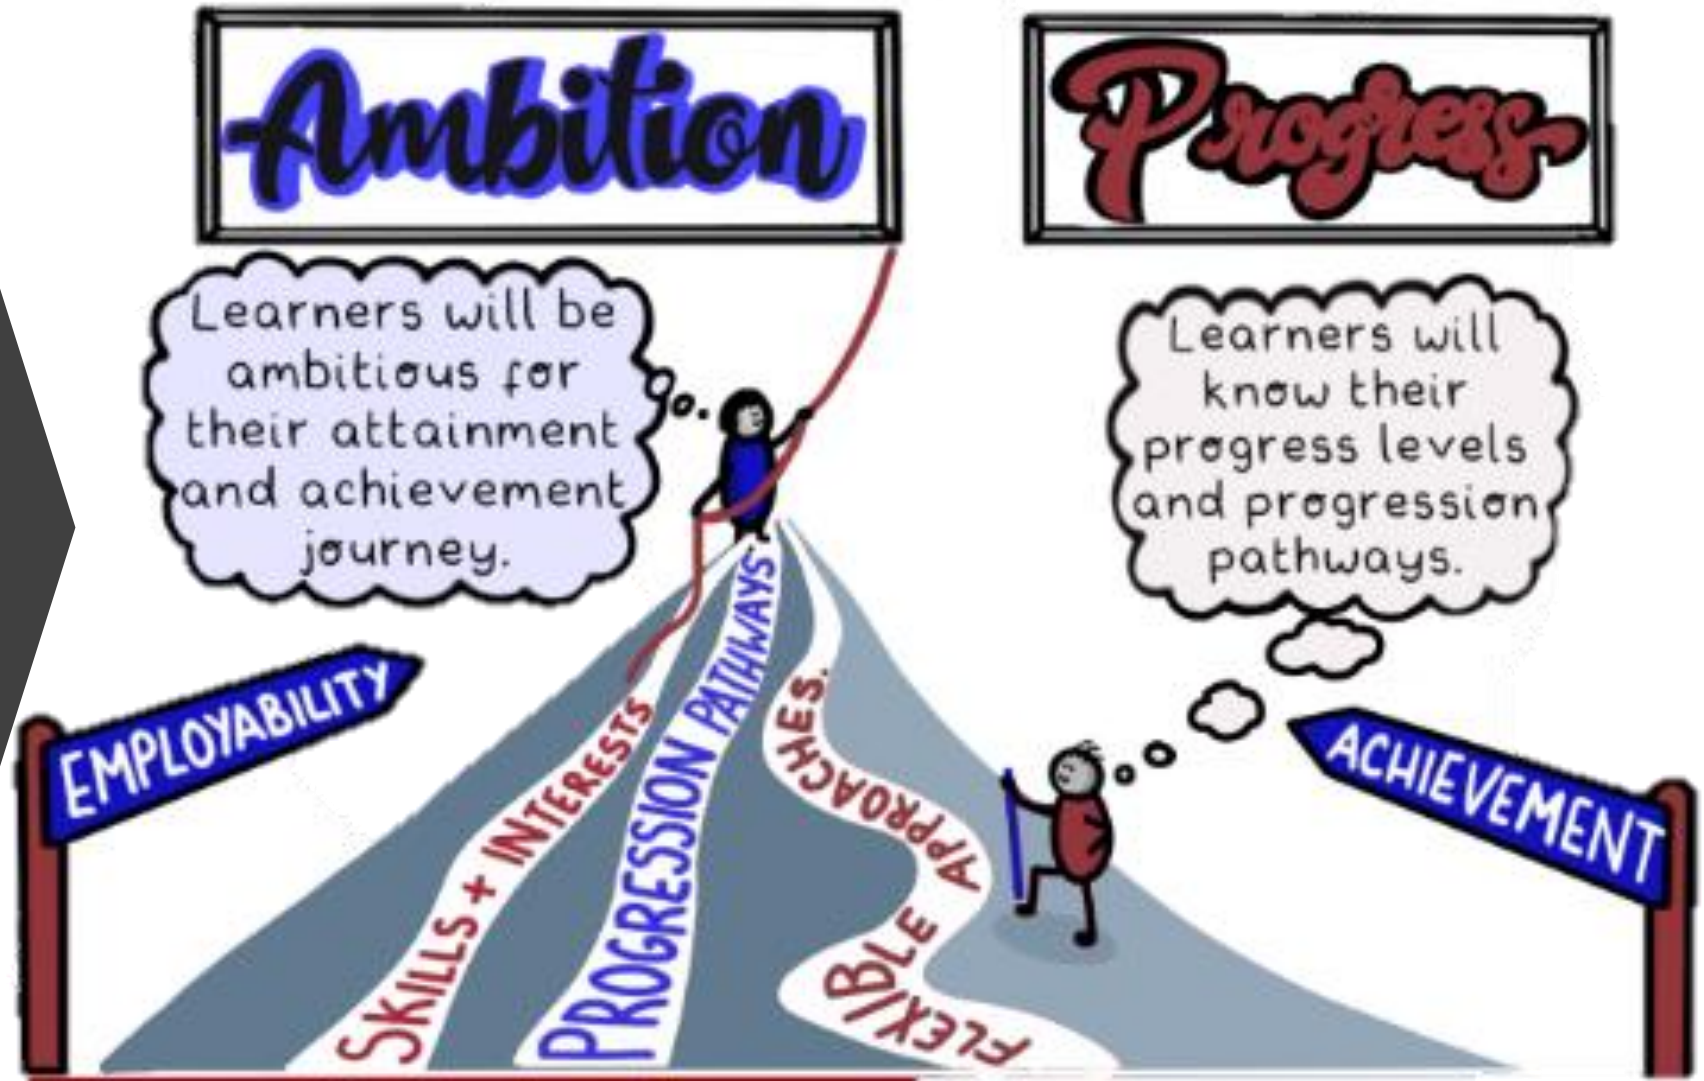 Ambition
Progress
Learners will be
ambitious for
their attainment
and achievement
journey.
Learners will
know their
progress levels
and progression
pathways.
EMPLOYABILITY
ACHIEVEMENT
SKILLS + INTERESTS
PROGRESSION PATHWAYS
FLEXIBLE APPROACHES.